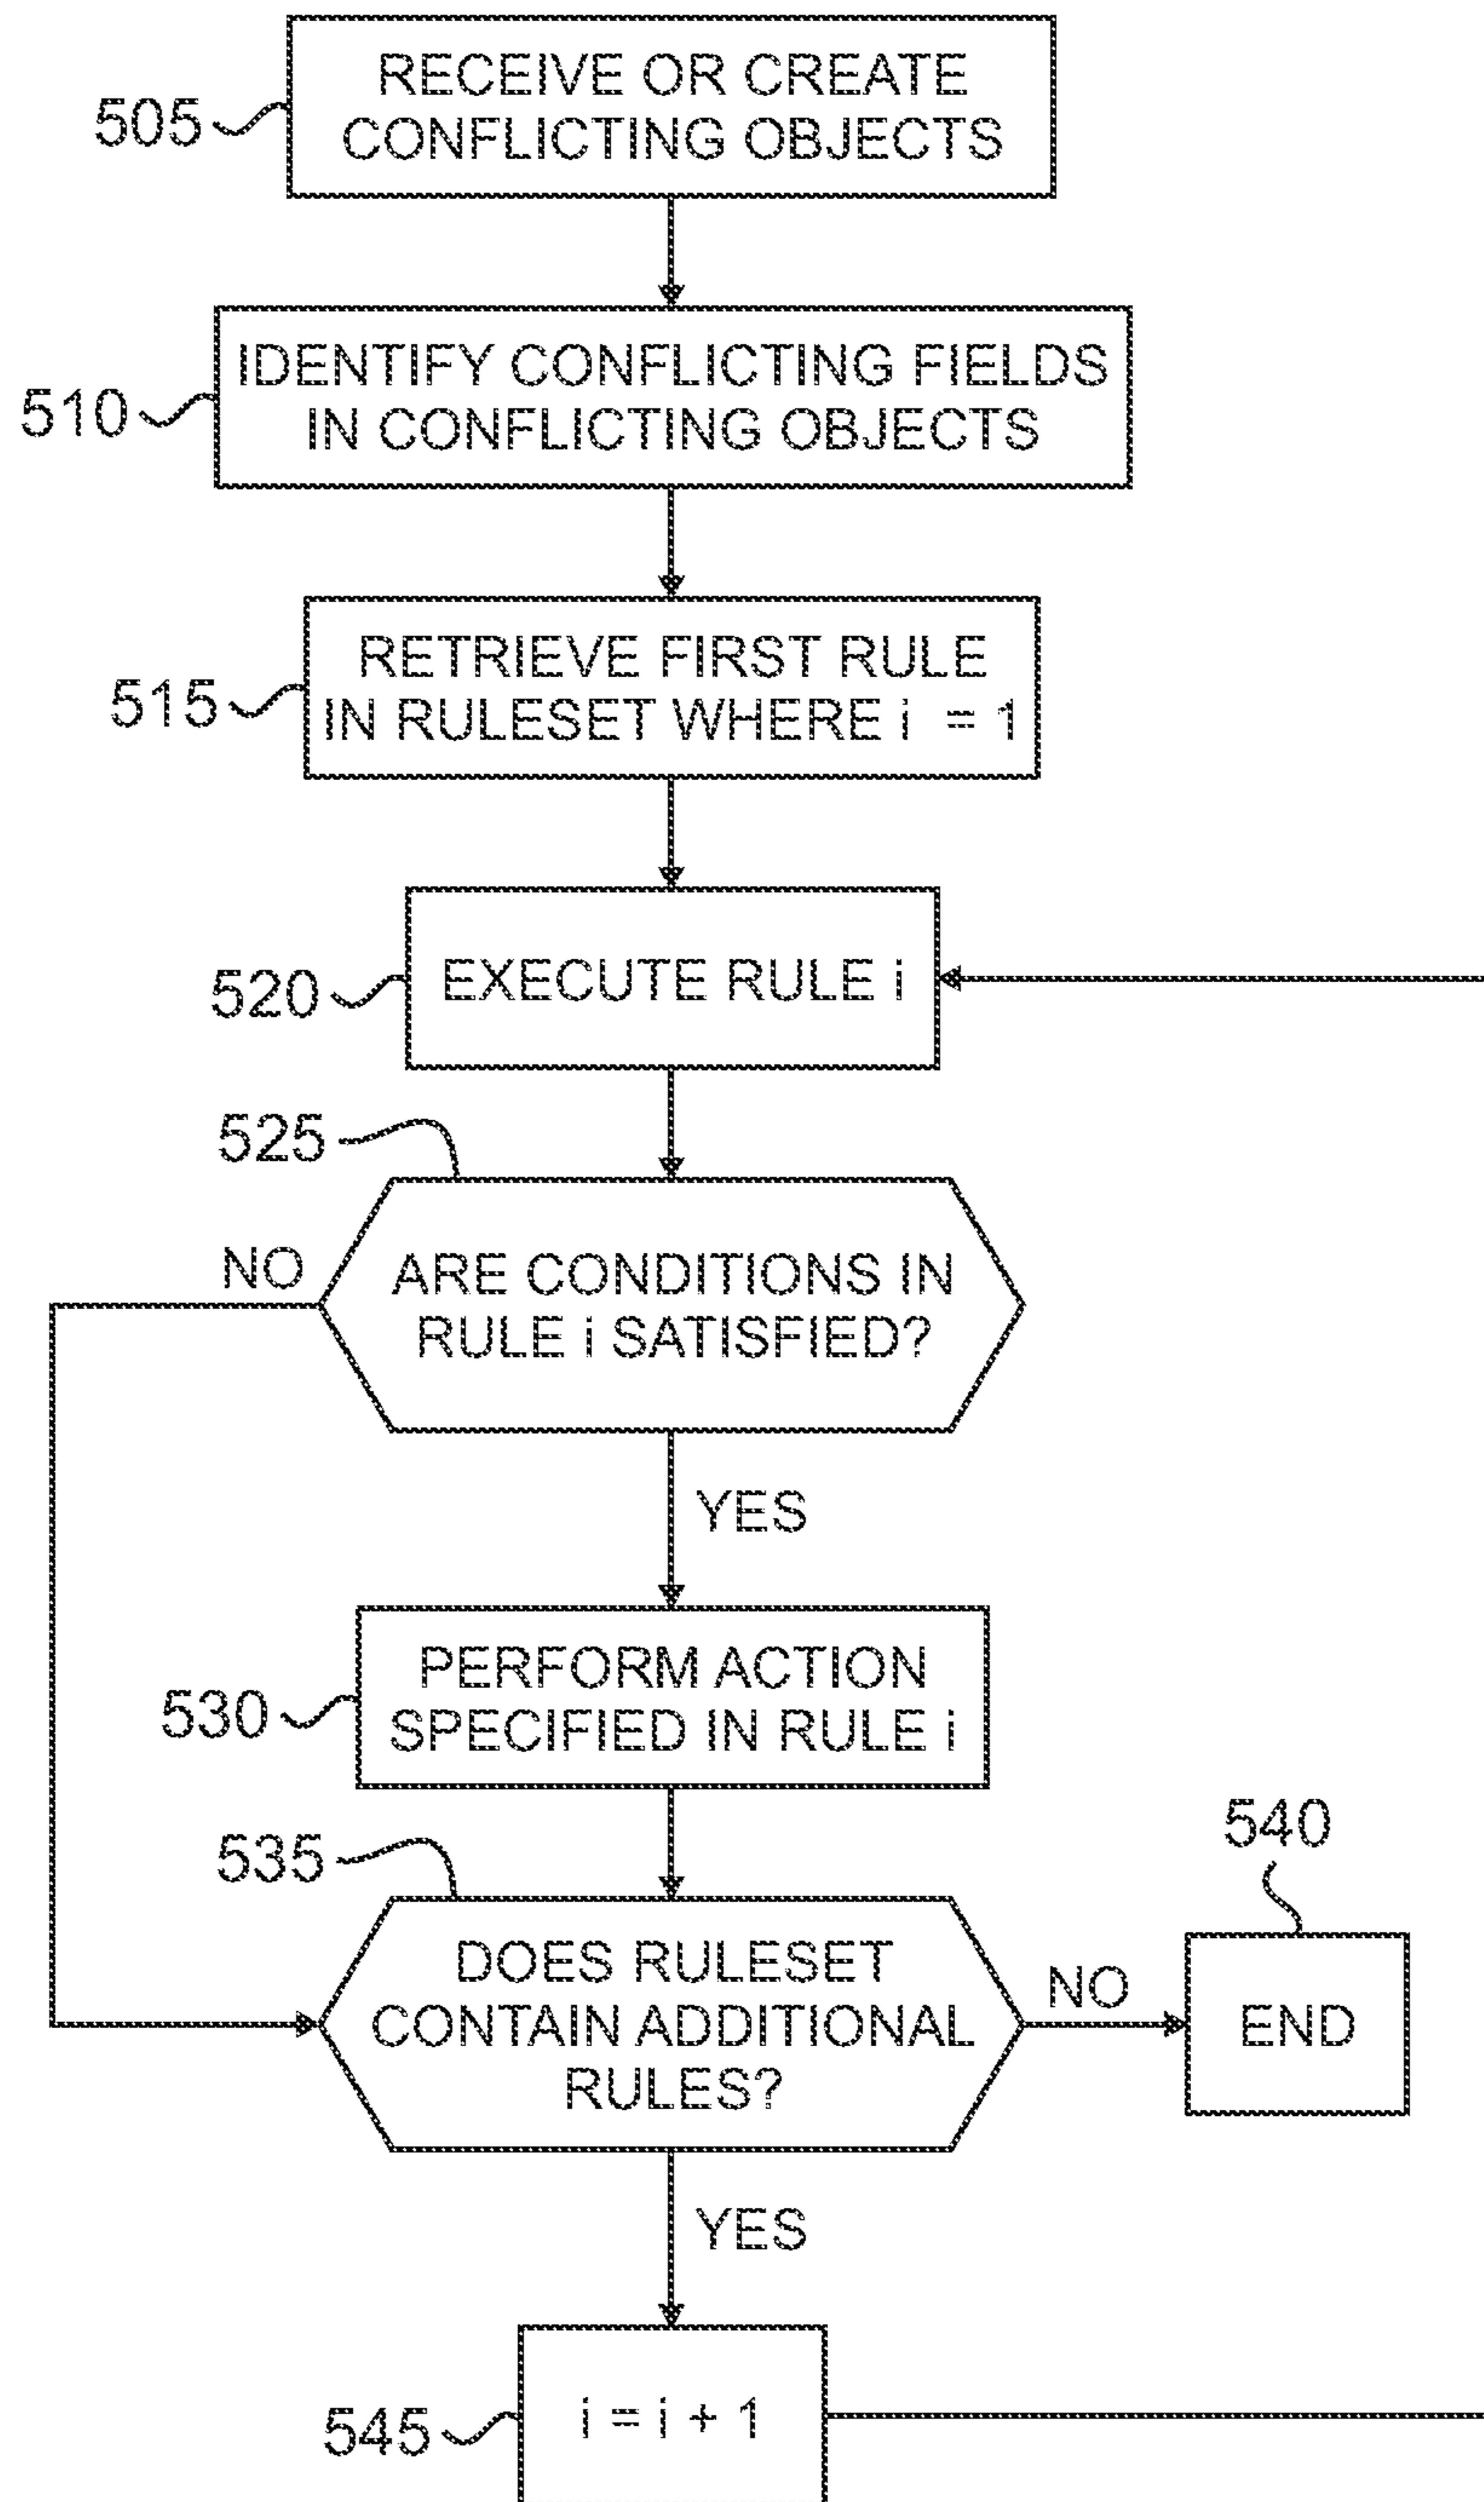 505
RECEIVE OR CREATE
CONFLICTING OBJECTS
510
IDENTIFY CONFLICTING FIELDS
IN CONFLICTING OBJECTS
515
RETRIEVE FIRST RULE
IN RULESET WHERE i = 1
520
EXECUTE RULE i
525
NO
ARE CONDITIONS IN
RULE i SATISFIED?
YES
530
PERFORM ACTION
SPECIFIED IN RULE i
535
DOES RULESET
CONTAIN ADDITIONAL
RULES?
NO
540
END
YES
545
i = i + 1